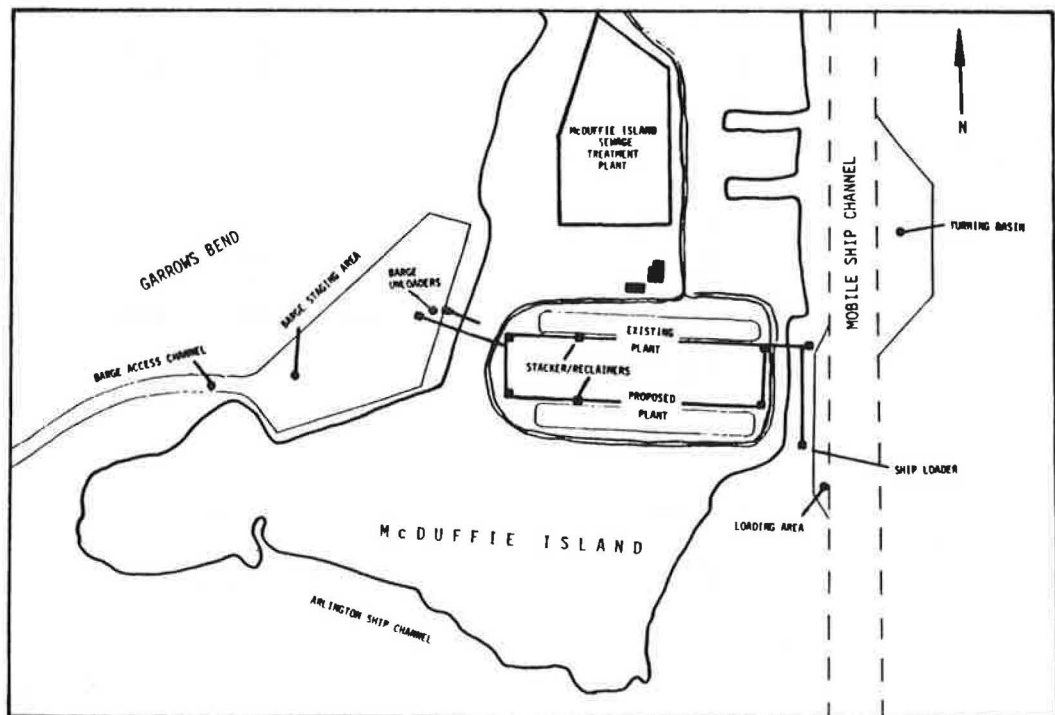 McDUFFIE ISLAND
SEWAGE
TREATMENT
PLANT
N
MOBILE SHIP CHANNEL
TURNING BASIN
GARROWS BEND
BARGE STAGING AREA
BARGE
UNLOADERS
BARGE ACCESS CHANNEL
EXISTING
PLANT
STACKER/RECLAIMERS
PROPOSED
PLANT
SHIP LOADER
LOADING AREA
McDUFFIE ISLAND
ARLINGTON SHIP CHANNEL